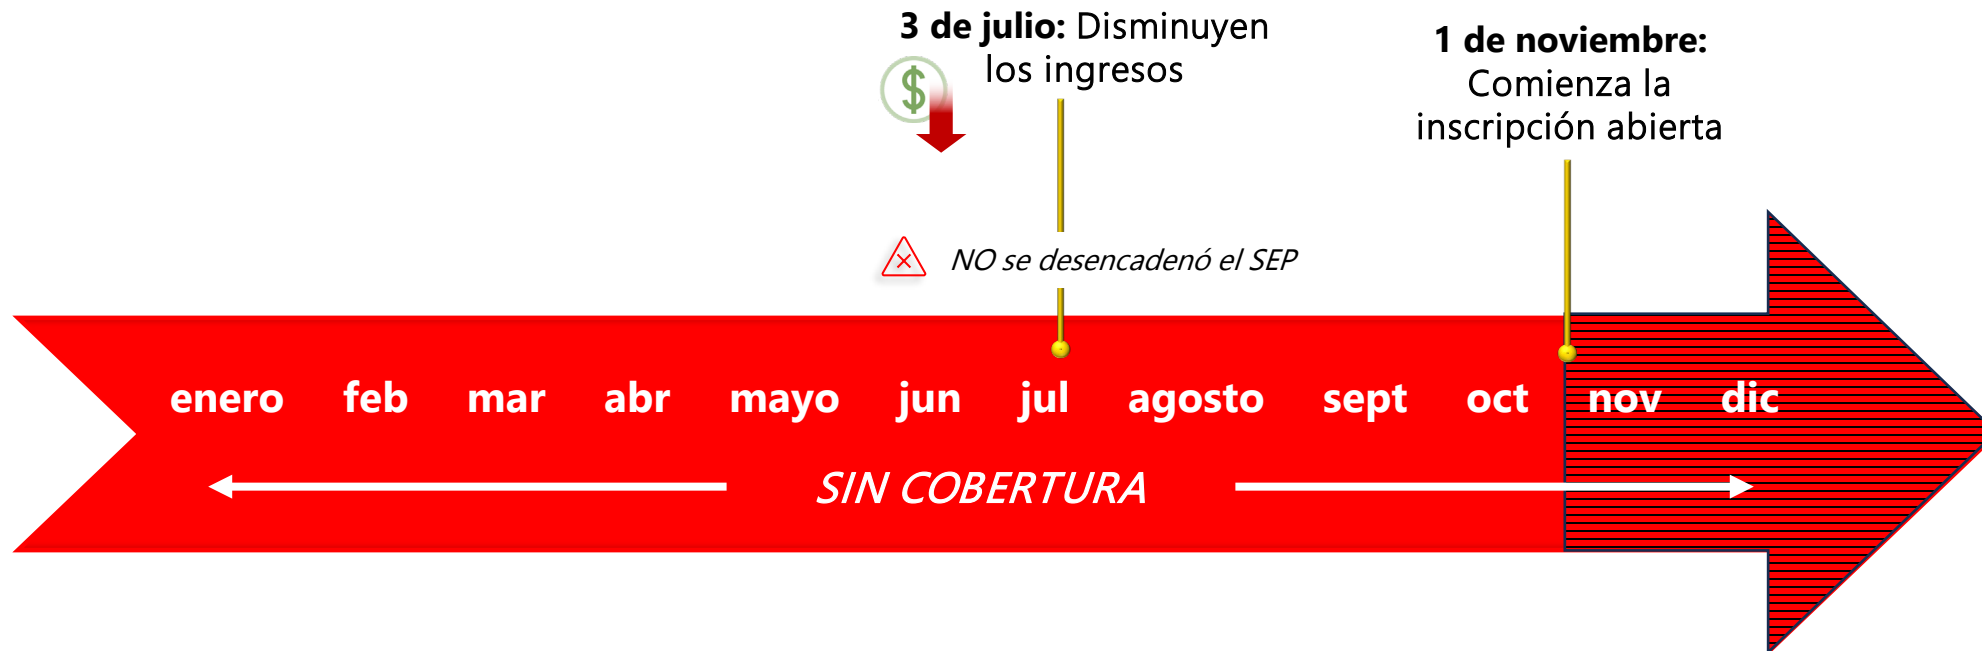 3 de julio: Disminuyen
los ingresos
$
1 de noviembre:
Comienza la
inscripción abierta
NO se desencadenó el SEP
enero feb mar abr mayo jun jul agosto sept oct nov dic
SIN COBERTURA